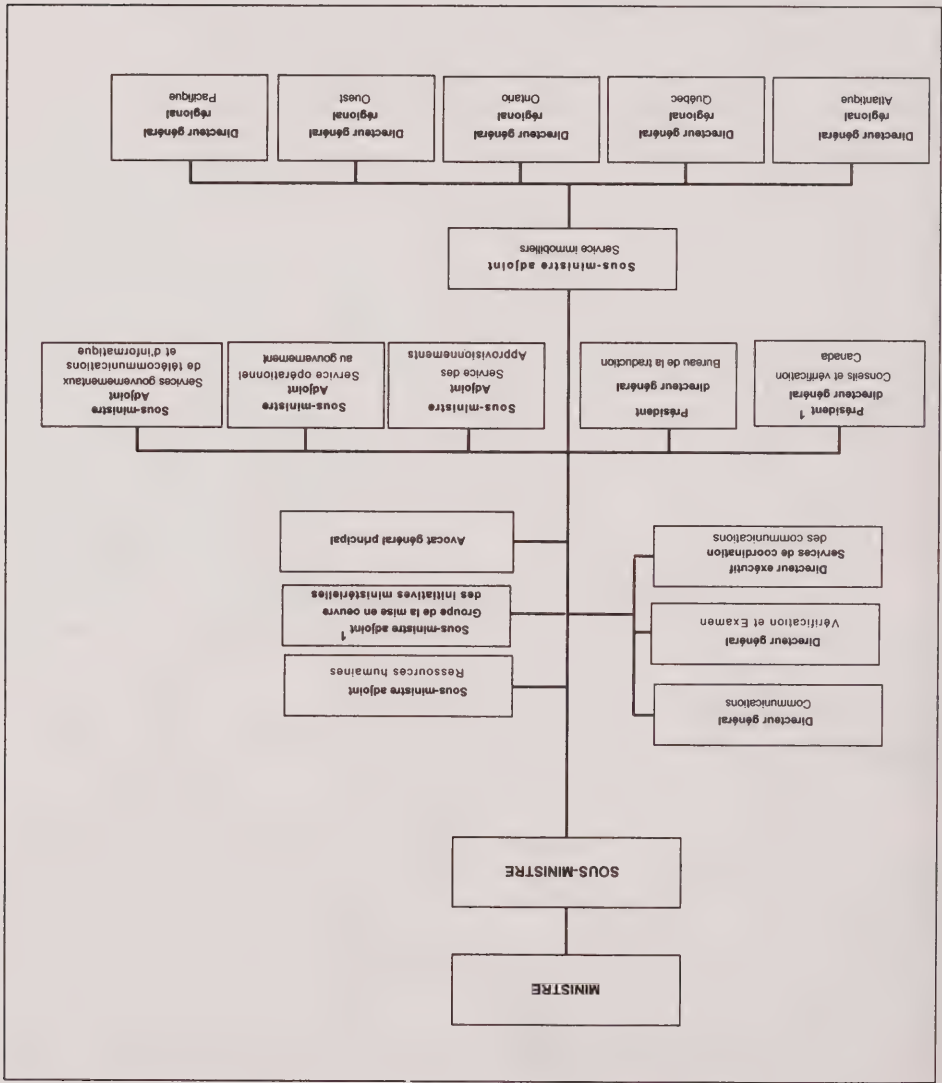 MINISTRE
SOUS-MINISTRE
Directeur général
Communications
Sous-ministre adjoint
Ressources humaines
Directeur général
Vérification et Examen
Sous-ministre adjoint 1
Groupe de la mise en oeuvre
des initiatives ministérielles
Directeur exécutif
Services de coordination
des communications
Avocat général principal
Président 1
directeur général
Conseils et vérification
Canada
Président
directeur général
Bureau de la traduction
Sous-ministre
Adjoint
Service des
Approvisionnements
Sous-ministre
Adjoint
Service opérationnel
au gouvernement
Sous-ministre
Adjoint
Services gouvernementaux
de télécommunications
et d'informatique
Sous-ministre adjoint
Service immobiliers
Directeur général
régional
Atlantique
Directeur général
régional
Québec
Directeur général
régional
Ontario
Directeur général
régional
Ouest
Directeur général
régional
Pacifique